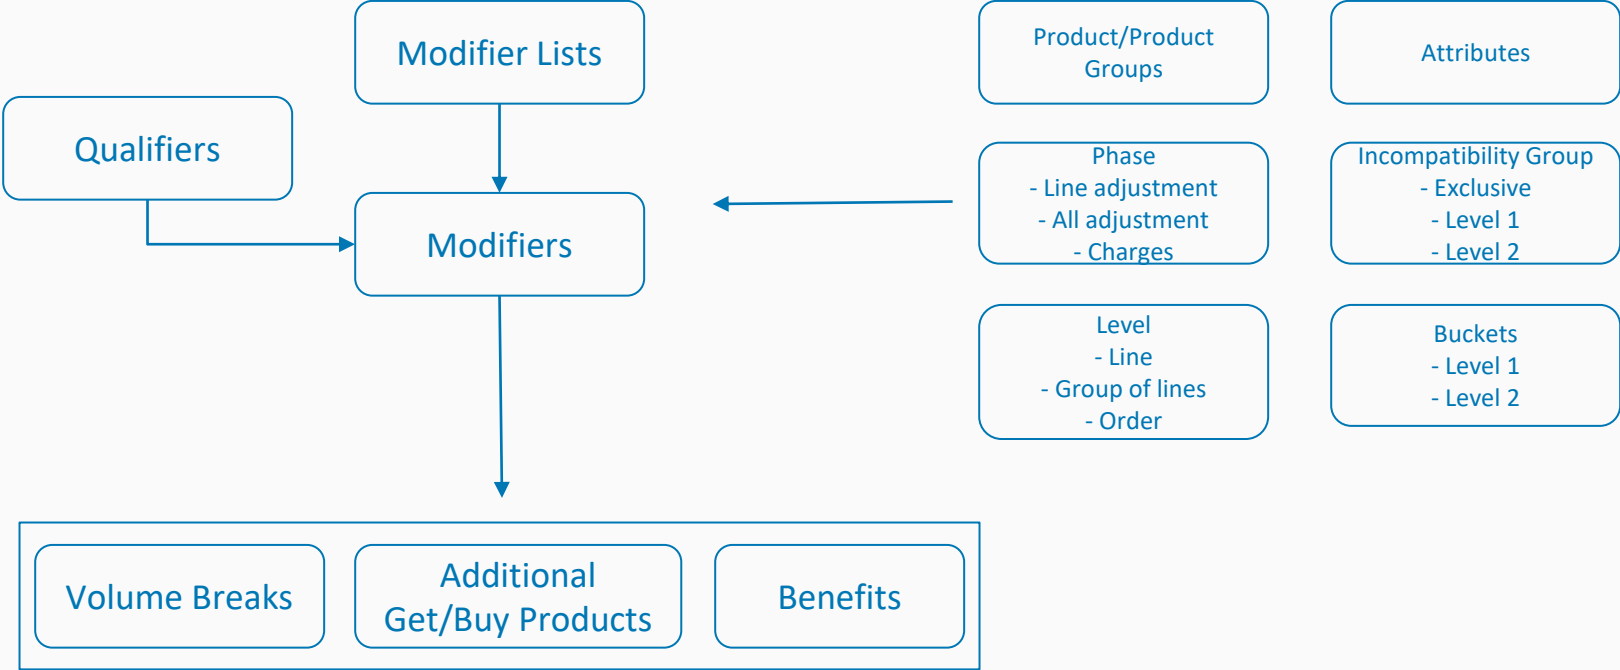 Modifier Lists
Qualifiers
Modifiers
Product/Product
Groups
Attributes
Phase
- Line adjustment
- All adjustment
- Charges
Incompatibility Group
- Exclusive
- Level 1
- Level 2
Level
- Line
- Group of lines
- Order
Buckets
- Level 1
- Level 2
Volume Breaks
Additional
Get/Buy Products
Benefits